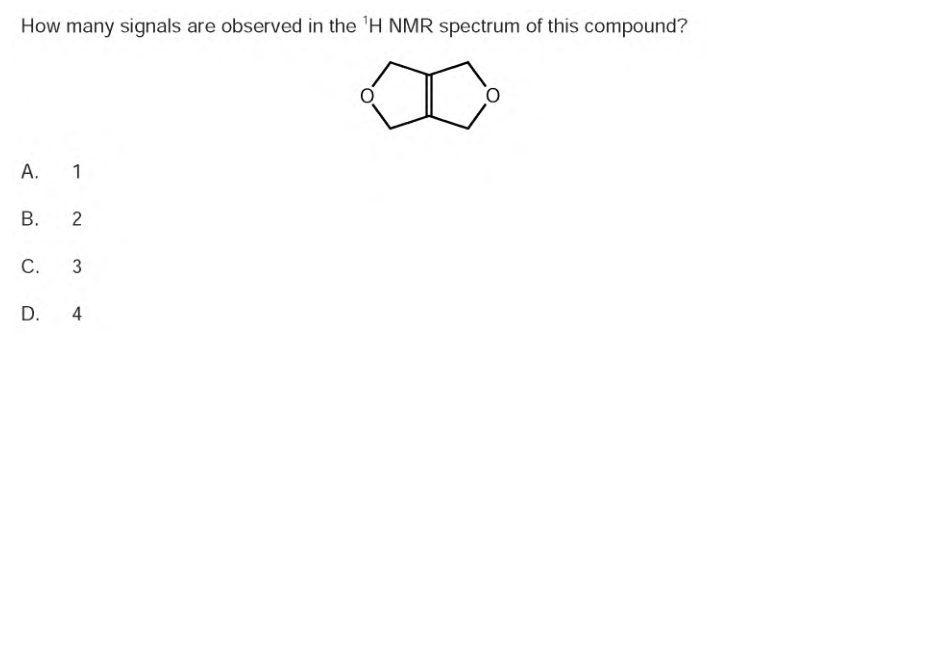 How many signals are observed in the ¹H NMR spectrum of this compound?
O O
A. 1
B. 2
C. 3
D. 4